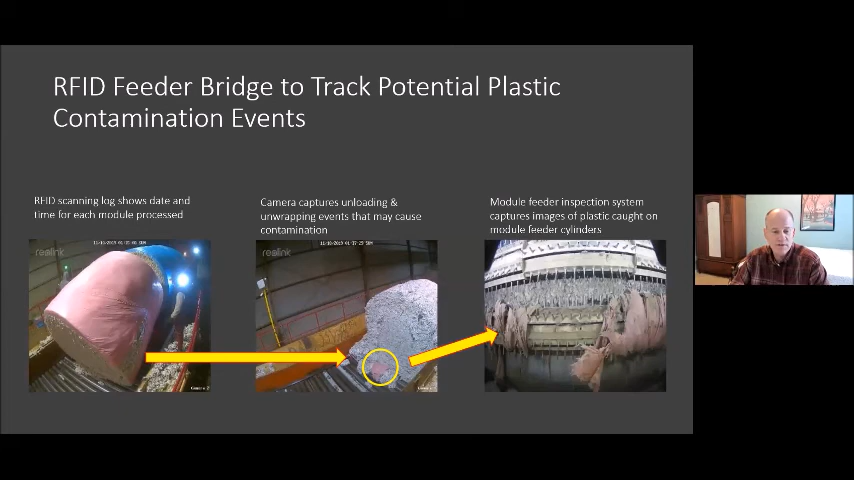 RFID Feeder Bridge to Track Potential Plastic
Contamination Events
RFID scanning log shows date and
time for each module processed
Camera captures unloading &
unwrapping events that may cause
contamination
Module feeder inspection system
captures images of plastic caught on
module feeder cylinders
reolink
reolink